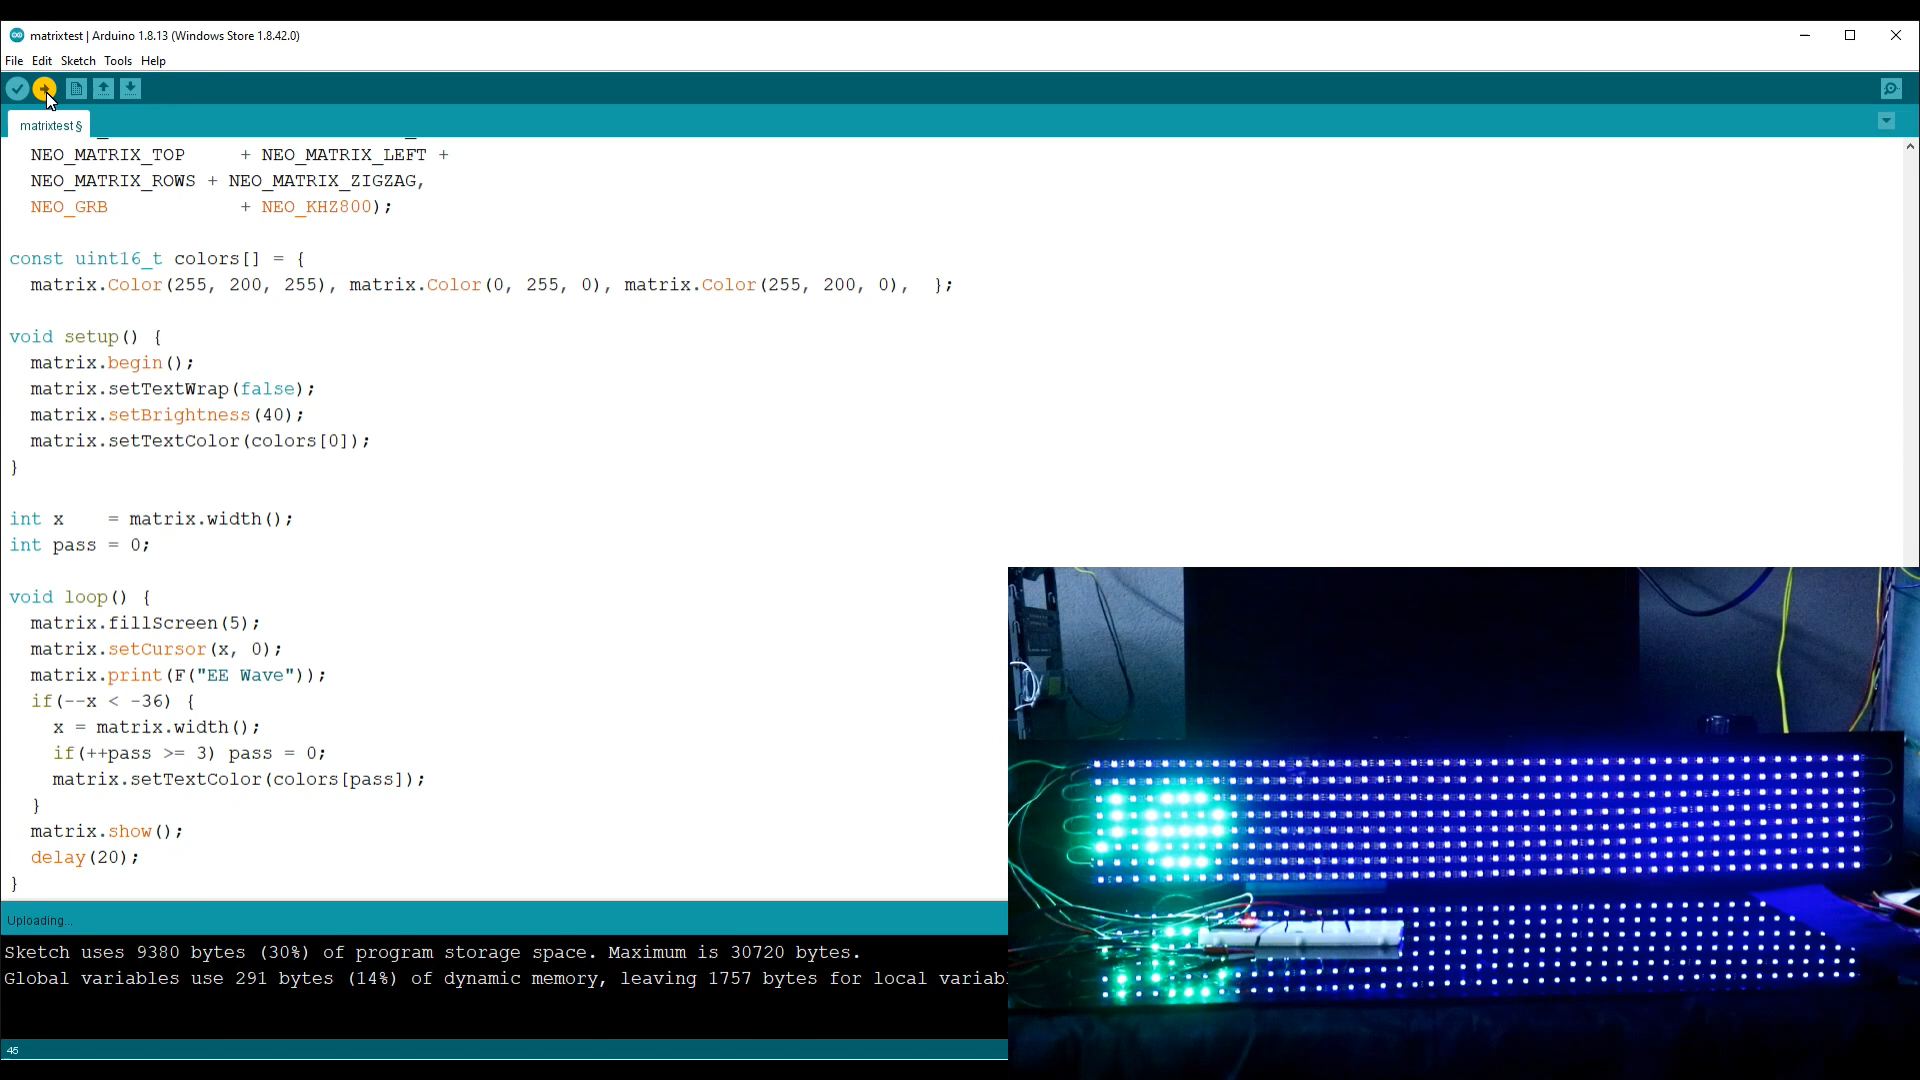 matrixtest | Arduino 1.8.13 (Windows Store 1.8.42.0)
File Edit Sketch Tools Help
matrixtest §
NEO_MATRIX_TOP     + NEO_MATRIX_LEFT +
NEO_MATRIX_ROWS + NEO_MATRIX_ZIGZAG,
NEO_GRB            + NEO_KHZ800);
const uint16_t colors[] = {
matrix.Color(255, 200, 255), matrix.Color(0, 255, 0), matrix.Color(255, 200, 0),  };
void setup() {
matrix.begin();
matrix.setTextWrap(false);
matrix.setBrightness(40);
matrix.setTextColor(colors[0]);
}
int x    = matrix.width();
int pass = 0;
void loop() {
matrix.fillScreen(5);
matrix.setCursor(x, 0);
matrix.print(F("EE Wave"));
if(--x < -36) {
x = matrix.width();
if(++pass >= 3) pass = 0;
matrix.setTextColor(colors[pass]);
}
matrix.show();
delay(20);
}
Uploading...
Sketch uses 9380 bytes (30%) of program storage space. Maximum is 30720 bytes.
Global variables use 291 bytes (14%) of dynamic memory, leaving 1757 bytes for local variabl
45